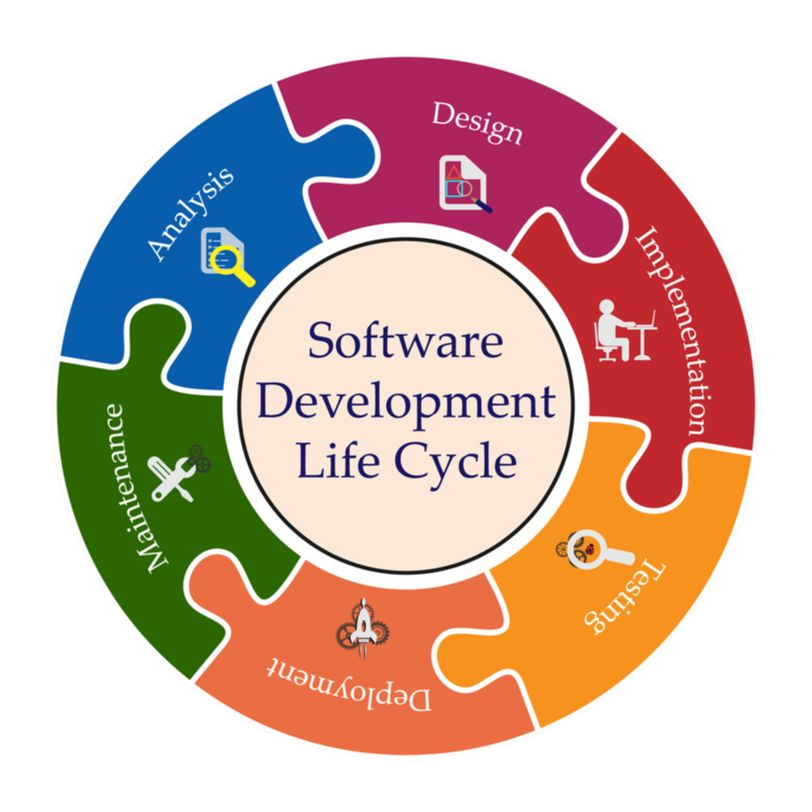 Software
Development
Life Cycle
Analysis
Design
Implementation
Testing
Deployment
Maintenance